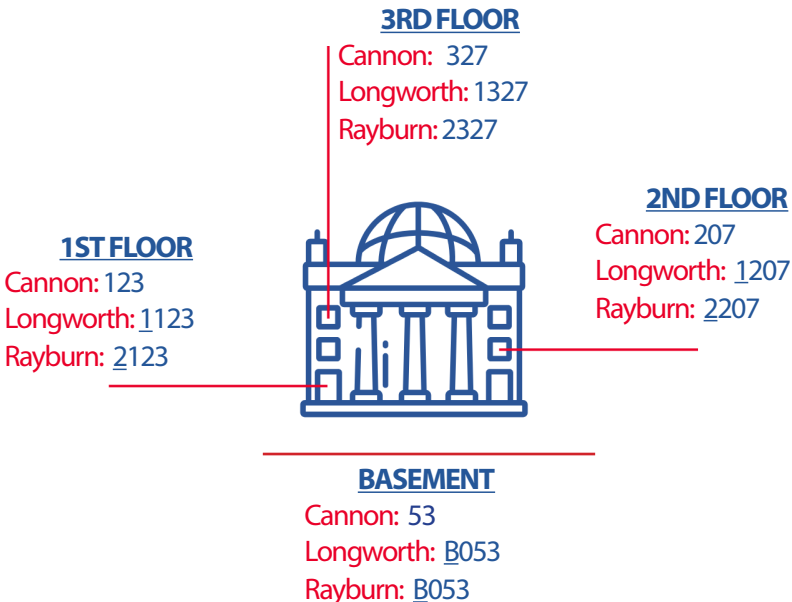 3RD FLOOR
Cannon: 327
Longworth: 1327
Rayburn: 2327
2ND FLOOR
Cannon: 207
Longworth: 1207
Rayburn: 2207
1ST FLOOR
Cannon: 123
Longworth: 1123
Rayburn: 2123
BASEMENT
Cannon: 53
Longworth: B053
Rayburn: B053